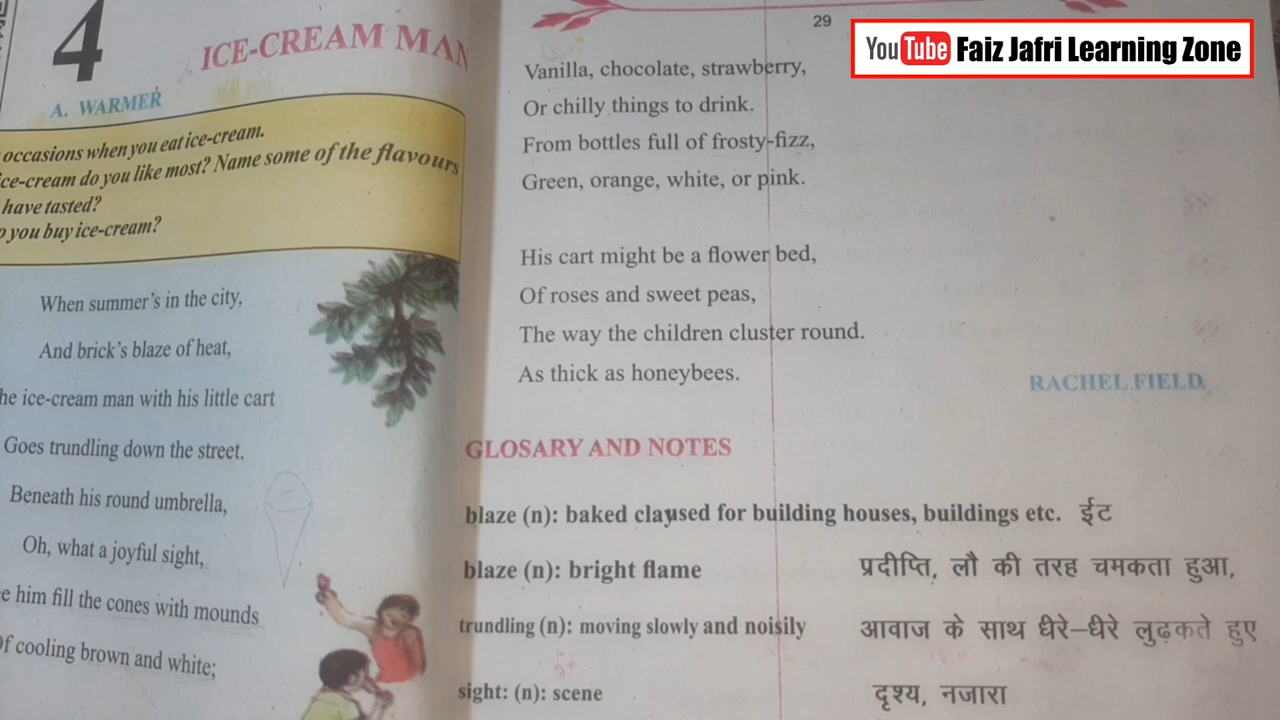 4
ICE-CREAM MAN
A. WARMER
occasions when you eat ice-cream.
ice-cream do you like most? Name some of the flavours
have tasted?
you buy ice-cream?
When summer's in the city,
And brick's blaze of heat,
he ice-cream man with his little cart
Goes trundling down the street.
Beneath his round umbrella,
Oh, what a joyful sight,
e him fill the cones with mounds
Of cooling brown and white;
29
Vanilla, chocolate, strawberry,
Or chilly things to drink.
From bottles full of frosty-fizz,
Green, orange, white, or pink.
His cart might be a flower bed,
Of roses and sweet peas,
The way the children cluster round.
As thick as honeybees.
RACHEL FIELD
GLOSARY AND NOTES
blaze (n): baked claysed for building houses, buildings etc. ईट
blaze (n): bright flame प्रदीप्ति, लौ की तरह चमकता हुआ,
trundling (n): moving slowly and noisily आवाज के साथ धीरे–धीरे लुढ़कते हुए
sight: (n): scene दृश्य, नजारा
YouTube Faiz Jafri Learning Zone